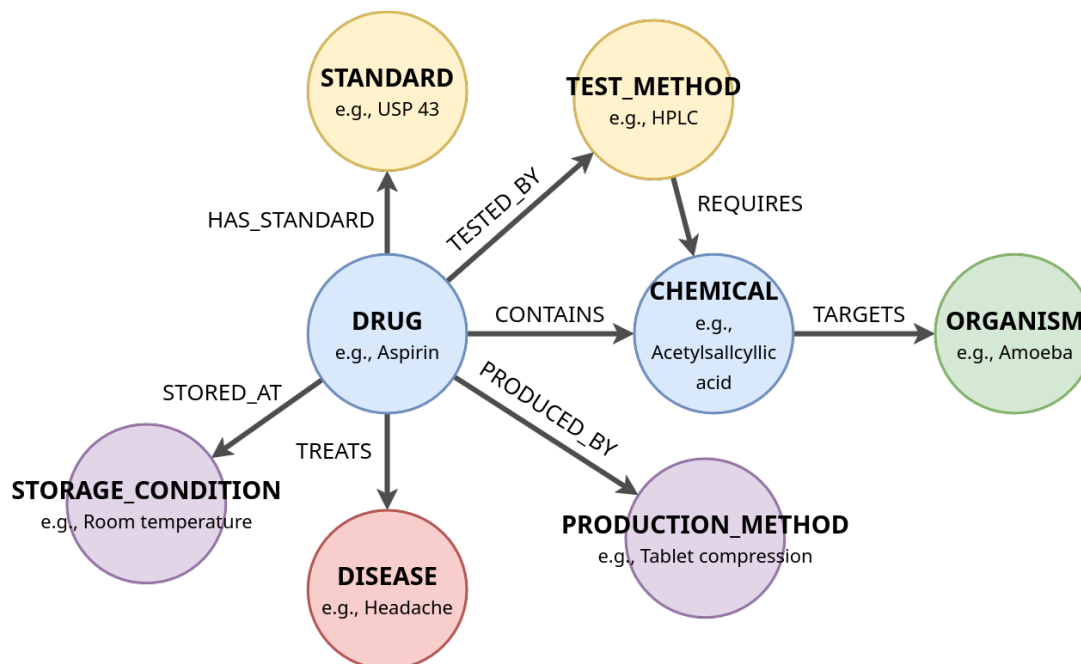 STANDARD
e.g., USP 43
TEST_METHOD
e.g., HPLC
HAS_STANDARD
TESTED_BY
REQUIRES
DRUG
e.g., Aspirin
CONTAINS
CHEMICAL
e.g.,
Acetylsallcyllic
acid
TARGETS
ORGANISM
e.g., Amoeba
STORED_AT
TREATS
PRODUCED_BY
STORAGE_CONDITION
e.g., Room temperature
PRODUCTION_METHOD
e.g., Tablet compression
DISEASE
e.g., Headache